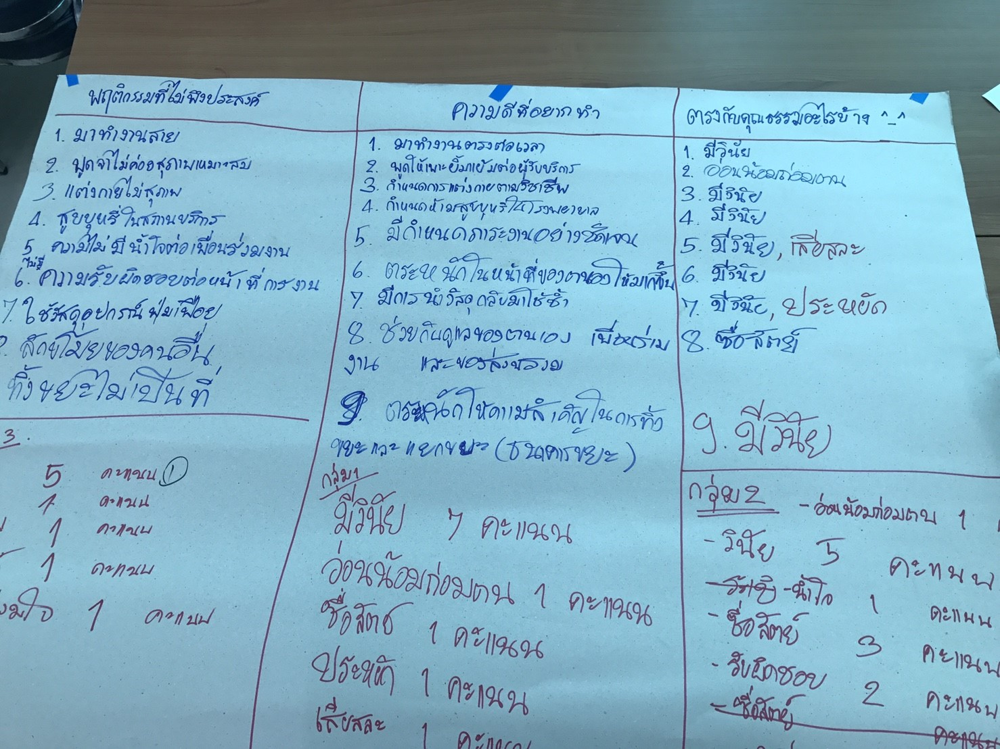 พฤติกรรมที่ไม่พึงประสงค์
1. มาทำงานสาย
2. พูดจาไม่ค่อยสุภาพเหมาะสม
3. แต่งกายไม่สุภาพ
4. สูบบุหรี่ในสถานบริการ
5 ความไม่มีน้ำใจต่อเพื่อนร่วมงาน
ไม่มี
6. ความรับผิดชอบต่อหน้าที่การงาน
7. ใช้วัสดุอุปกรณ์ฟุ่มเฟือย
ลักขโมยของคนอื่น
ทิ้งขยะไม่เป็นที่
ความดีที่อยากทำ
1. มาทำงานตรงต่อเวลา
2. พูดให้เพราะยิ้มแย้มต่อผู้รับบริการ
3. กำหนดการแต่งกายตามวิชาชีพ
4. กำหนดห้ามสูบบุหรี่ในโรงพยาบาล
5. มีกำหนดภาระงานอย่างชัดเจน
6. ตระหนักในหน้าที่ของตนเองให้มากขึ้น
7. มีการนำวัสดุกลับมาใช้ซ้ำ
8. ช่วยกันดูแลของตนเอง เพื่อนร่วม
งาน และของส่วนรวม
9. ตระหนักให้ความสำคัญในการทิ้ง
ขยะและแยกขยะ (ธนาคารขยะ)
ตรงกับคุณธรรมอะไรบ้าง ^_^
1. มีวินัย
2. อ่อนน้อมถ่อมตน
3. มีวินัย
4. มีวินัย
5. มีวินัย, เสียสละ
6. มีวินัย
7. มีวินัย, ประหยัด
8. ซื่อสัตย์
9. มีวินัย
3.
5 คะแนน 1
1 คะแนน
1 คะแนน
1 คะแนน
1 คะแนน
กลุ่ม 1
มีวินัย 7 คะแนน
อ่อนน้อมถ่อมตน 1 คะแนน
ซื่อสัตย์ 1 คะแนน
ประหยัด 1 คะแนน
เสียสละ 1 คะแนน
กลุ่ม 2 - อ่อนน้อมถ่อมตน 1
- วินัย 5 คะแนน
- น้ำใจ 1 คะแนน
- ซื่อสัตย์ 3 คะแนน
- รับผิดชอบ 2 คะแนน
- ซื่อสัตย์ คะแนน